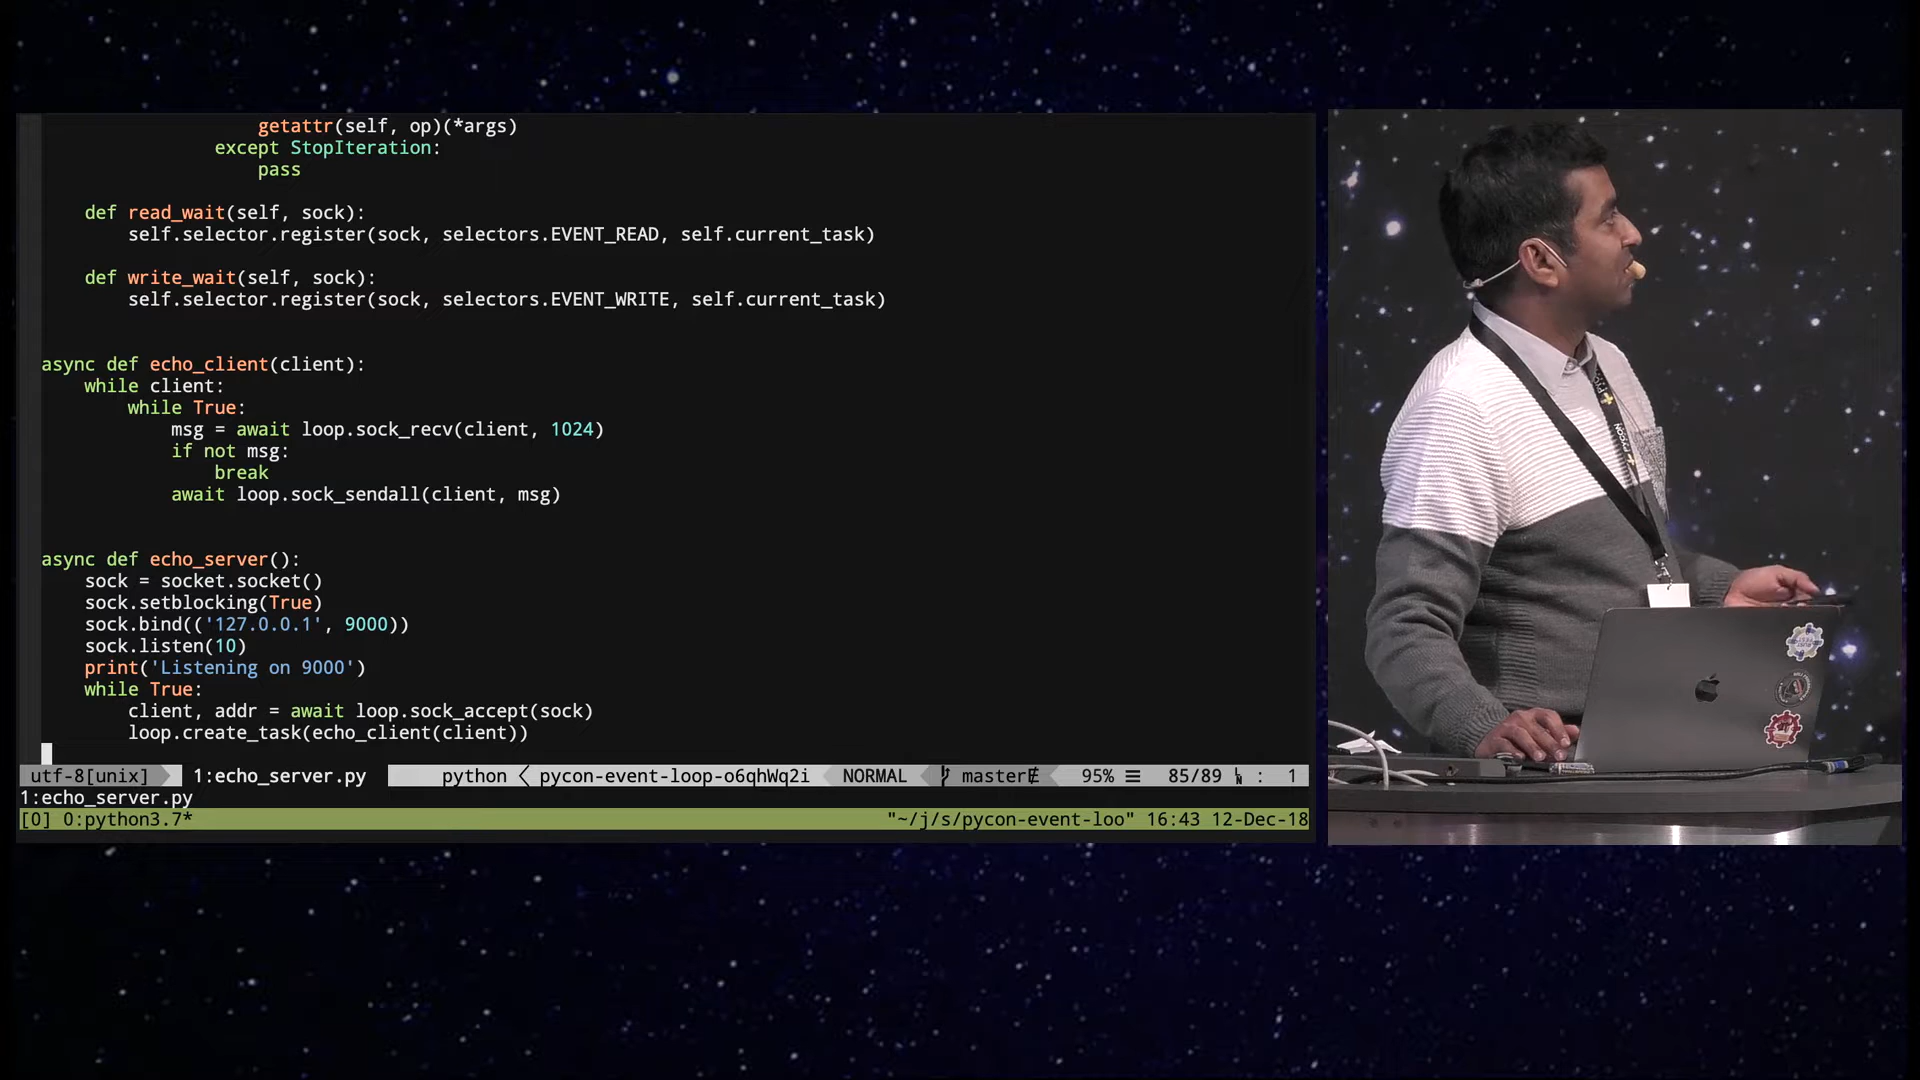 getattr(self, op)(*args)
except StopIteration:
pass
def read_wait(self, sock):
self.selector.register(sock, selectors.EVENT_READ, self.current_task)
def write_wait(self, sock):
self.selector.register(sock, selectors.EVENT_WRITE, self.current_task)
async def echo_client(client):
while client:
while True:
msg = await loop.sock_recv(client, 1024)
if not msg:
break
await loop.sock_sendall(client, msg)
async def echo_server():
sock = socket.socket()
sock.setblocking(True)
sock.bind(('127.0.0.1', 9000))
sock.listen(10)
print('Listening on 9000')
while True:
client, addr = await loop.sock_accept(sock)
loop.create_task(echo_client(client))
utf-8[unix] 1:echo_server.py python pycon-event-loop-o6qhWq2i NORMAL master 95% 85/89 : 1
1:echo_server.py
[0] 0:python3.7* "~/j/s/pycon-event-loo" 16:43 12-Dec-18
PYCON